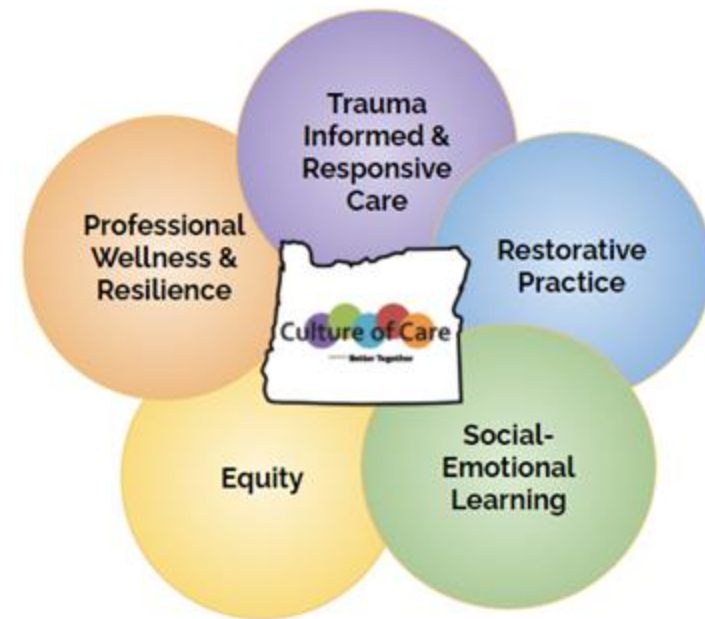 Trauma
Informed &
Responsive
Care
Professional
Wellness &
Resilience
Restorative
Practice
Culture of Care
Better Together
Social-
Emotional
Learning
Equity